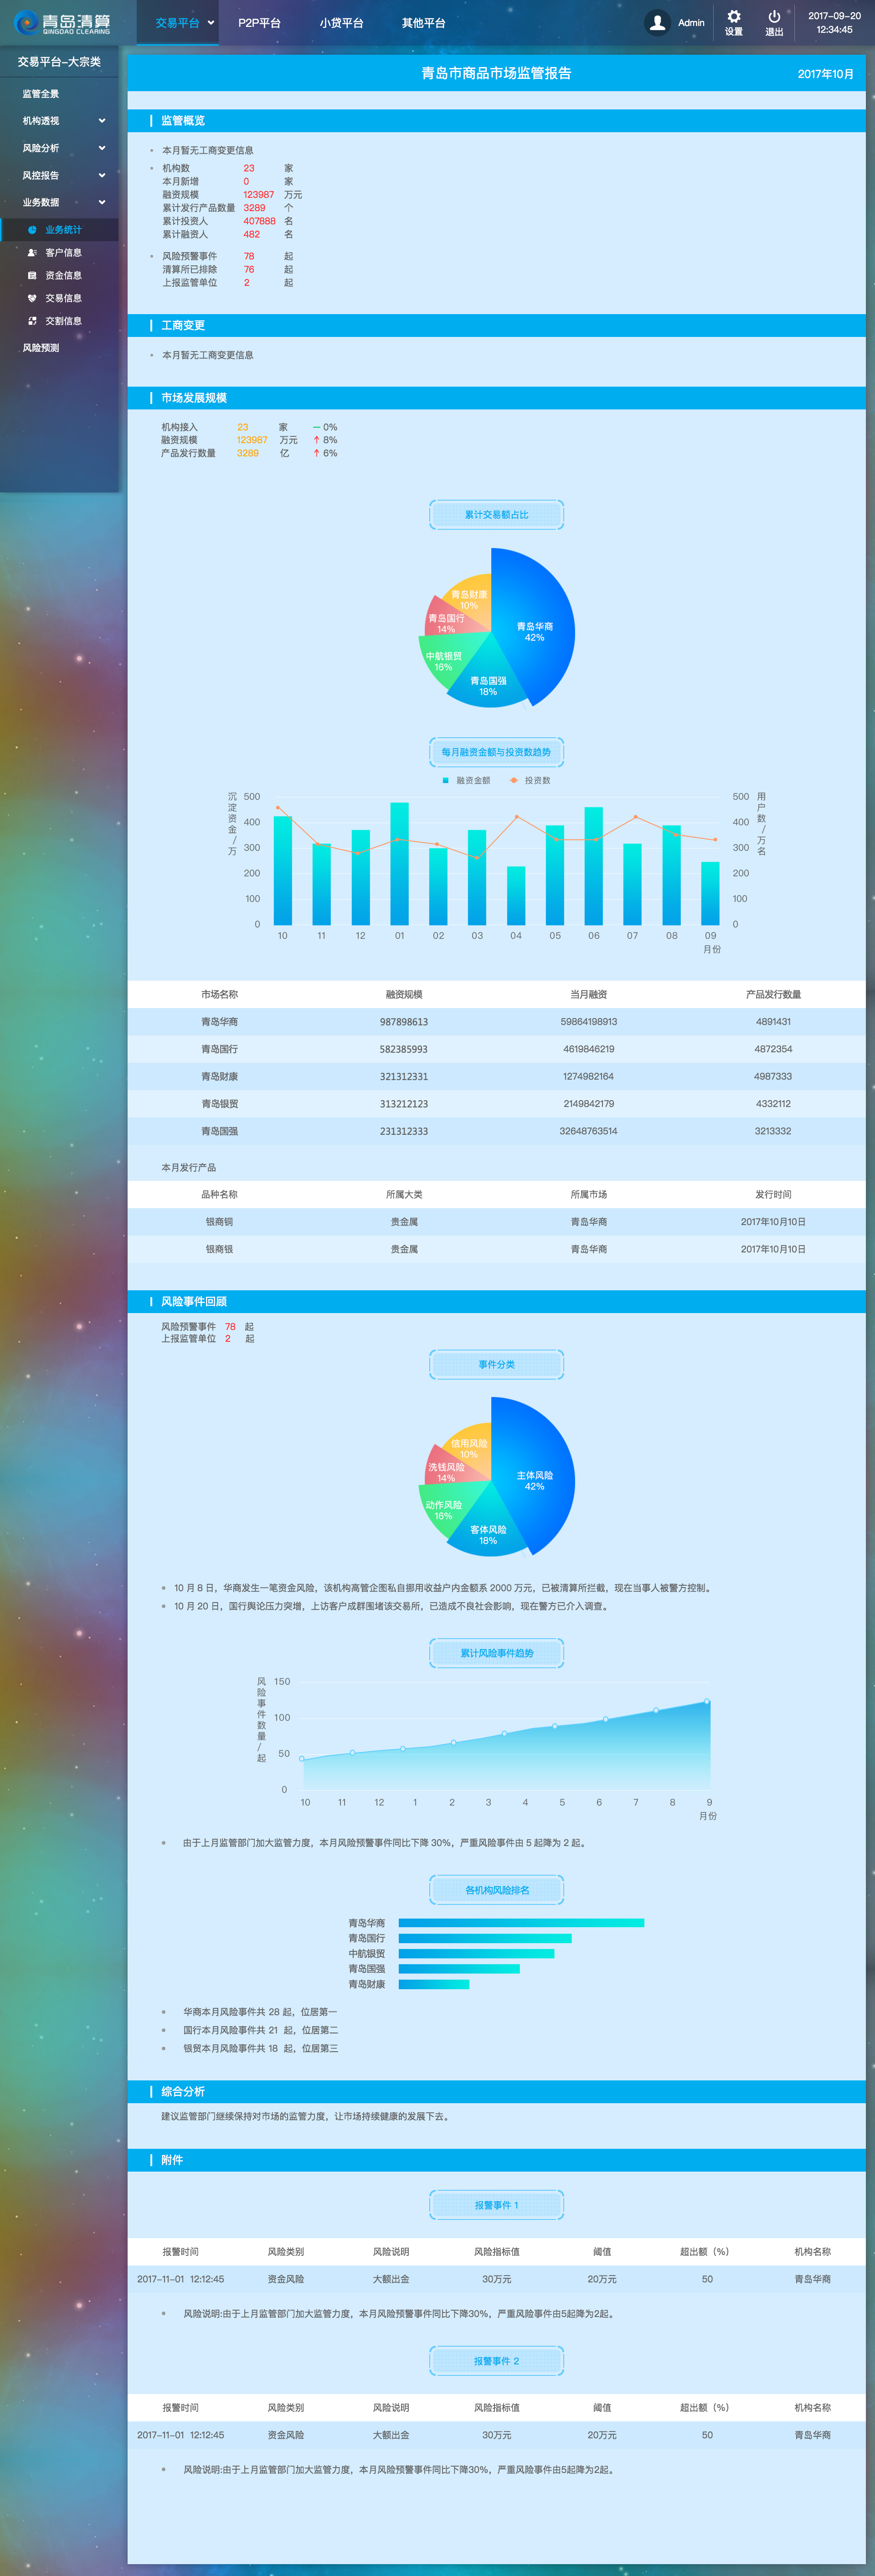 青岛清算
QINGDAO CLEARING
交易平台
P2P平台
小贷平台
其他平台
Admin
设置
退出
2017-09-20
12:34:45
交易平台-大宗类
监管全景
机构透视
风险分析
风控报告
业务数据
业务统计
客户信息
资金信息
交易信息
交割信息
风险预测
青岛市商品市场监管报告
2017年10月
监管概览
本月暂无工商变更信息
机构数 23 家
本月新增 0 家
融资规模 123987 万元
累计发行产品数量 3289 个
累计投资人 407888 名
累计融资人 482 名
风险预警事件 78 起
清算所已排除 76 起
上报监管单位 2 起
工商变更
本月暂无工商变更信息
市场发展规模
机构接入 23 家 — 0%
融资规模 123987 万元 ↑ 8%
产品发行数量 3289 亿 ↑ 6%
累计交易额占比
青岛财康
10%
青岛国行
14%
青岛华商
42%
中航银贸
16%
青岛国强
18%
每月融资金额与投资数趋势
融资金额 投资数
沉淀资金/万
500
400
300
200
100
0
用户数/万名
500
400
300
200
100
0
10 11 12 01 02 03 04 05 06 07 08 09
月份
市场名称 融资规模 当月融资 产品发行数量
青岛华商 987898613 59864198913 4891431
青岛国行 582385993 4619846219 4872354
青岛财康 321312331 1274982164 4987333
青岛银贸 313212123 2149842179 4332112
青岛国强 231312333 32648763514 3213332
本月发行产品
品种名称 所属大类 所属市场 发行时间
银商铜 贵金属 青岛华商 2017年10月10日
银商银 贵金属 青岛华商 2017年10月10日
风险事件回顾
风险预警事件 78 起
上报监管单位 2 起
事件分类
信用风险
10%
洗钱风险
14%
主体风险
42%
动作风险
16%
客体风险
18%
10 月 8 日，华商发生一笔资金风险，该机构高管企图私自挪用收益户内金额系 2000 万元，已被清算所拦截，现在当事人被警方控制。
10 月 20 日，国行舆论压力突增，上访客户成群围堵该交易所，已造成不良社会影响，现在警方已介入调查。
累计风险事件趋势
风险事件数量/起
150
100
50
0
10 11 12 1 2 3 4 5 6 7 8 9
月份
由于上月监管部门加大监管力度，本月风险预警事件同比下降 30%，严重风险事件由 5 起降为 2 起。
各机构风险排名
青岛华商
青岛国行
中航银贸
青岛国强
青岛财康
华商本月风险事件共 28 起，位居第一
国行本月风险事件共 21 起，位居第二
银贸本月风险事件共 18 起，位居第三
综合分析
建议监管部门继续保持对市场的监管力度，让市场持续健康的发展下去。
附件
报警事件 1
报警时间 风险类别 风险说明 风险指标值 阈值 超出额（%） 机构名称
2017-11-01 12:12:45 资金风险 大额出金 30万元 20万元 50 青岛华商
风险说明:由于上月监管部门加大监管力度，本月风险预警事件同比下降30%，严重风险事件由5起降为2起。
报警事件 2
报警时间 风险类别 风险说明 风险指标值 阈值 超出额（%） 机构名称
2017-11-01 12:12:45 资金风险 大额出金 30万元 20万元 50 青岛华商
风险说明:由于上月监管部门加大监管力度，本月风险预警事件同比下降30%，严重风险事件由5起降为2起。